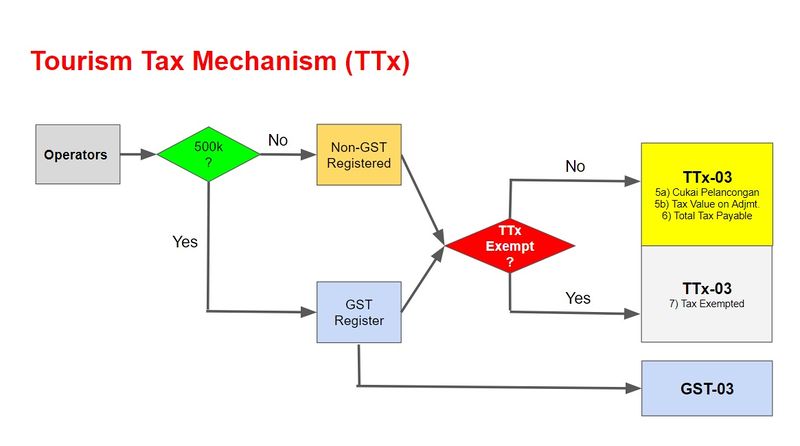 Tourism Tax Mechanism (TTx)
Operators
500k
?
No
Non-GST
Registered
Yes
GST
Register
TTx
Exempt
?
No
TTx-03
5a) Cukai Pelancongan
5b) Tax Value on Adjmt.
6) Total Tax Payable
Yes
TTx-03
7) Tax Exempted
GST-03